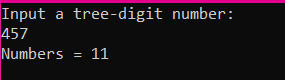 Input a tree-digit number:
457
Numbers = 11